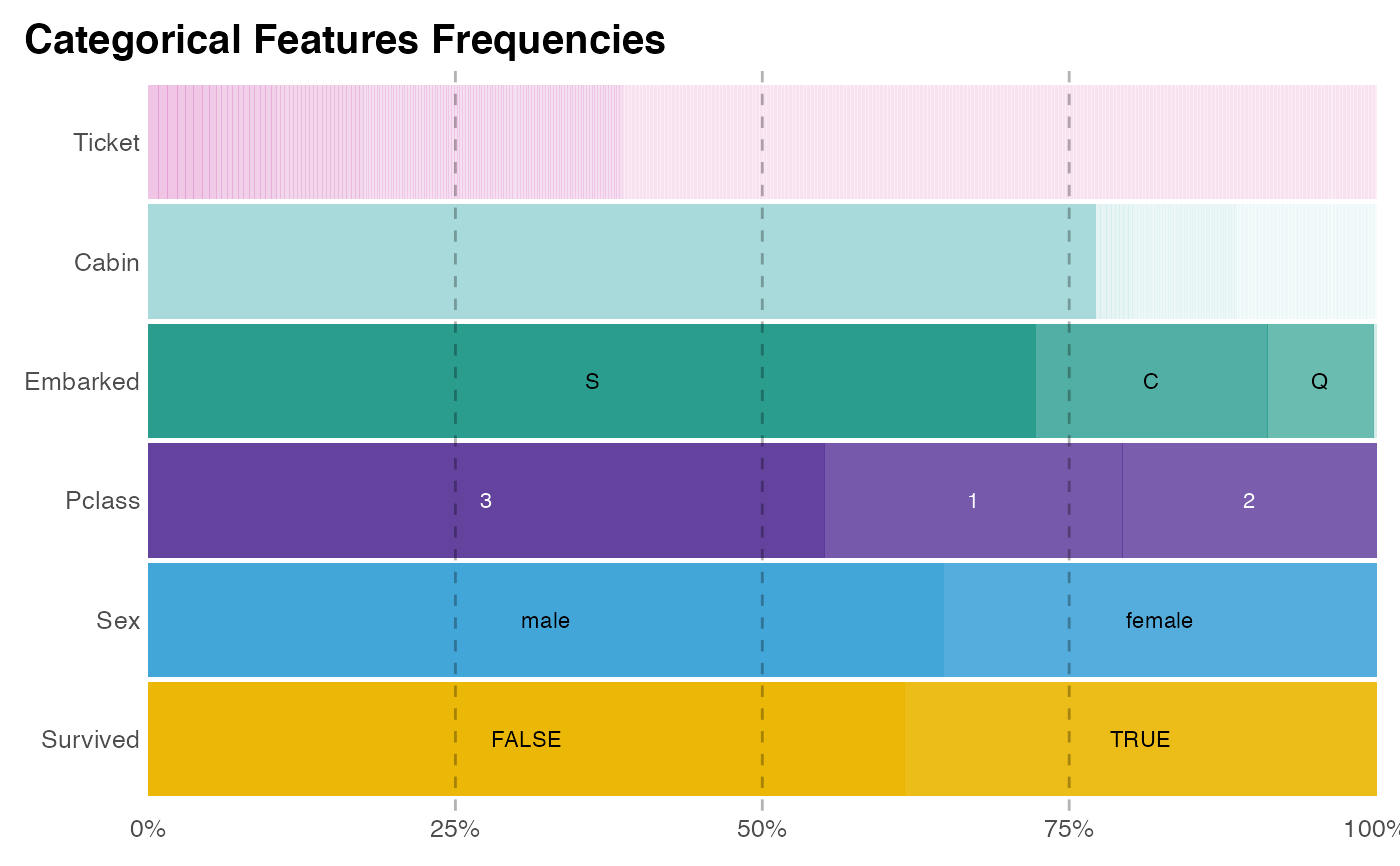 Categorical Features Frequencies
Ticket
Cabin
Embarked S C Q
Pclass 3 1 2
Sex male female
Survived FALSE TRUE
0% 25% 50% 75% 100%